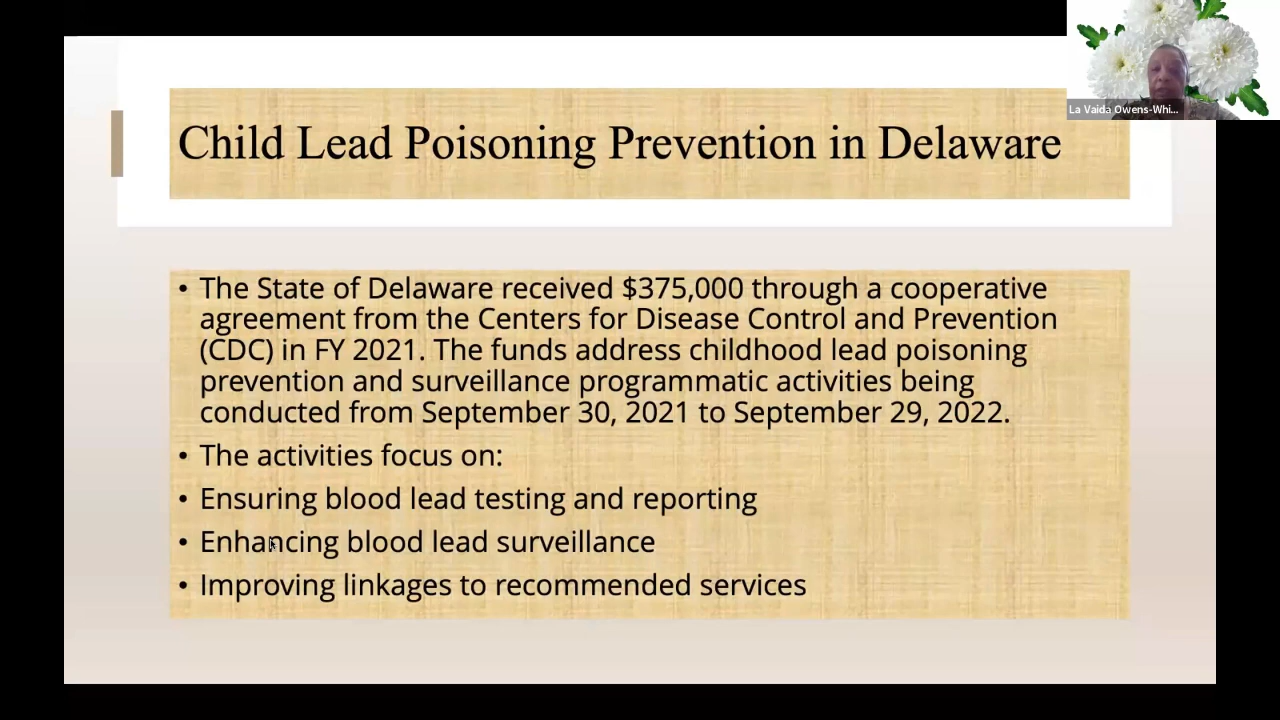 La Vaida Owens-Whi...
Child Lead Poisoning Prevention in Delaware
• The State of Delaware received $375,000 through a cooperative
agreement from the Centers for Disease Control and Prevention
(CDC) in FY 2021. The funds address childhood lead poisoning
prevention and surveillance programmatic activities being
conducted from September 30, 2021 to September 29, 2022.
• The activities focus on:
• Ensuring blood lead testing and reporting
• Enhancing blood lead surveillance
• Improving linkages to recommended services